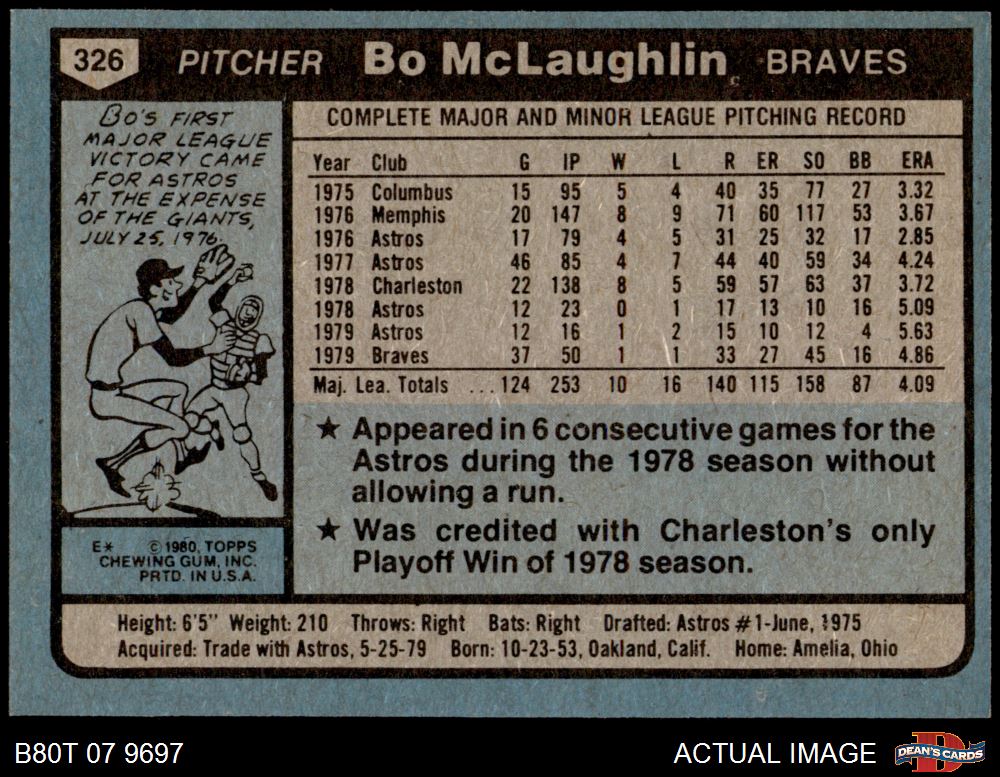 326 PITCHER Bo McLaughlin BRAVES
Bo's FIRST
MAJOR LEAGUE
VICTORY CAME
FOR ASTROS
AT THE EXPENSE
OF THE GIANTS,
JULY 25, 1976.
E* © 1980, TOPPS
CHEWING GUM, INC.
PRTD. IN U.S.A.
COMPLETE MAJOR AND MINOR LEAGUE PITCHING RECORD
Year Club G IP W L R ER SO BB ERA
1975 Columbus 15 95 5 4 40 35 77 27 3.32
1976 Memphis 20 147 8 9 71 60 117 53 3.67
1976 Astros 17 79 4 5 31 25 32 17 2.85
1977 Astros 46 85 4 7 44 40 59 34 4.24
1978 Charleston 22 138 8 5 59 57 63 37 3.72
1978 Astros 12 23 0 1 17 13 10 16 5.09
1979 Astros 12 16 1 2 15 10 12 4 5.63
1979 Braves 37 50 1 1 33 27 45 16 4.86
Maj. Lea. Totals ... 124 253 10 16 140 115 158 87 4.09
★ Appeared in 6 consecutive games for the
Astros during the 1978 season without
allowing a run.
★ Was credited with Charleston's only
Playoff Win of 1978 season.
Height: 6'5" Weight: 210 Throws: Right Bats: Right Drafted: Astros #1-June, 1975
Acquired: Trade with Astros, 5-25-79 Born: 10-23-53, Oakland, Calif. Home: Amelia, Ohio
B80T 07 9697 ACTUAL IMAGE D DEAN'S CARDS